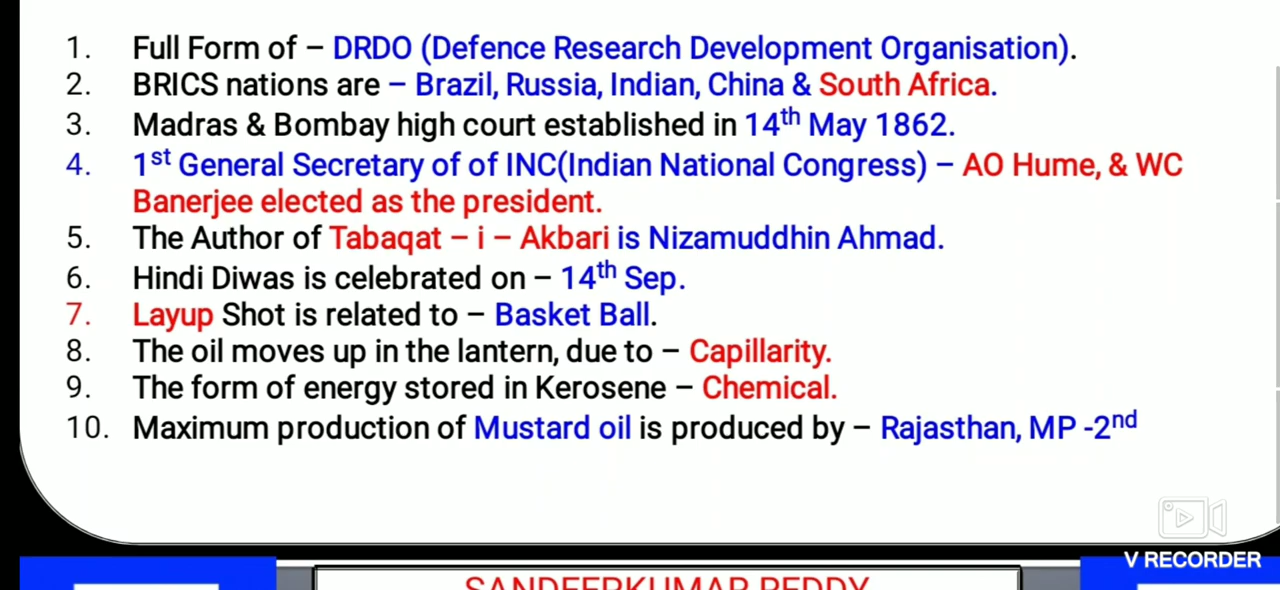 1. Full Form of – DRDO (Defence Research Development Organisation).
2. BRICS nations are – Brazil, Russia, Indian, China & South Africa.
3. Madras & Bombay high court established in 14th May 1862.
4. 1st General Secretary of of INC(Indian National Congress) – AO Hume, & WC
Banerjee elected as the president.
5. The Author of Tabaqat – i – Akbari is Nizamuddhin Ahmad.
6. Hindi Diwas is celebrated on – 14th Sep.
7. Layup Shot is related to – Basket Ball.
8. The oil moves up in the lantern, due to – Capillarity.
9. The form of energy stored in Kerosene – Chemical.
10. Maximum production of Mustard oil is produced by – Rajasthan, MP -2nd
V RECORDER
SANDEEPKUMAR REDDY